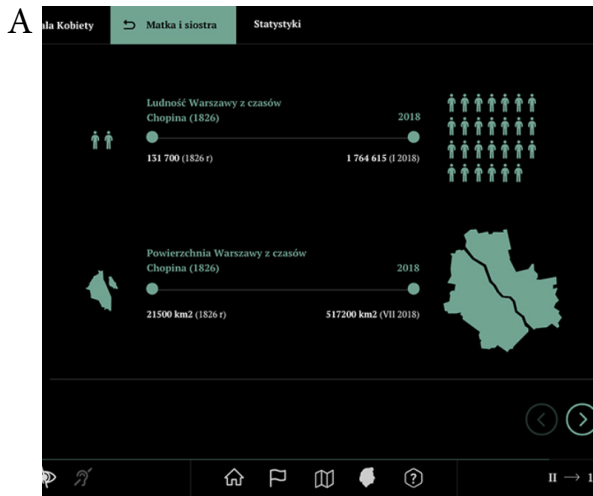 A
ala Kobiety
Matka i siostra
Statystyki
Ludność Warszawy z czasów
Chopina (1826)
2018
131 700 (1826 r)
1 764 615 (I 2018)
Powierzchnia Warszawy z czasów
Chopina (1826)
2018
21500 km2 (1826 r)
517200 km2 (VII 2018)
?
II → 1